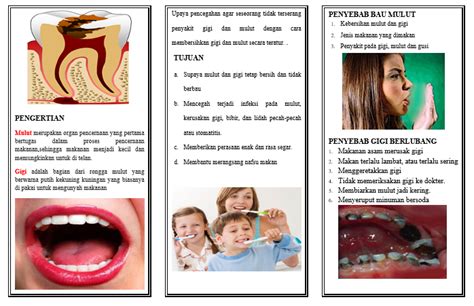 PENGERTIAN
Mulut merupakan organ pencernaan yang pertama
bertugas dalam proses pencernaan
makanan,sehingga makanan menjadi kecil dan
memungkinkan untuk di telan.
Gigi adalah bagian dari rongga mulut yang
berwarna putih kekuning kuningan yang biasanya
di pakai untuk mengunyah makanan
Upaya pencegahan agar seseorang tidak terserang
penyakit gigi dan mulut dengan cara
membersihkan gigi dan mulut secara teratur. .
TUJUAN
a. Supaya mulut dan gigi tetap bersih dan tidak
berbau
b. Mencegah terjadi infeksi pada mulut,
kerusakan gigi, bibir, dan lidah pecah-pecah
atau stomatitis.
c. Memberikan perasaan enak dan rasa segar.
d. Membantu merangsang nafsu makan
PENYEBAB BAU MULUT
1. Kebersihan mulut dan gigi
2. Jenis makanan yang dimakan
3. Penyakit pada gigi, mulut, dan gusi
PENYEBAB GIGI BERLUBANG
1. Makanan asam merusak gigi
2. Makan terlalu lambat, atau terlalu sering
3. Menggeretakkan gigi
4. Tidak memeriksakan gigi ke dokter.
5. Membiarkan mulut jadi kering.
6. Menyeruput minuman bersoda